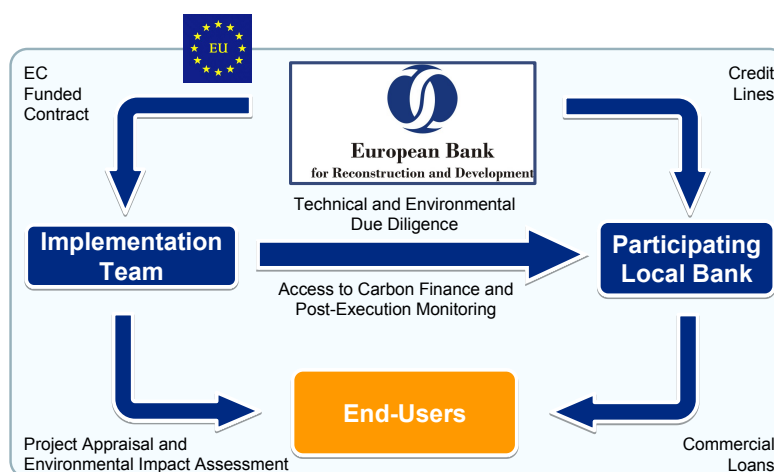 EU
EC
Funded
Contract
Credit
Lines
European Bank
for Reconstruction and Development
Technical and Environmental
Due Diligence
Implementation
Team
Participating
Local Bank
Access to Carbon Finance and
Post-Execution Monitoring
End-Users
Project Appraisal and
Environmental Impact Assessment
Commercial
Loans